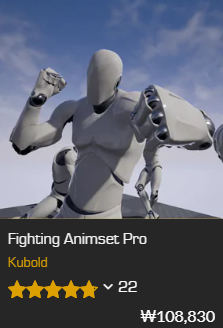 Fighting Animset Pro
Kubold
22
₩108,830